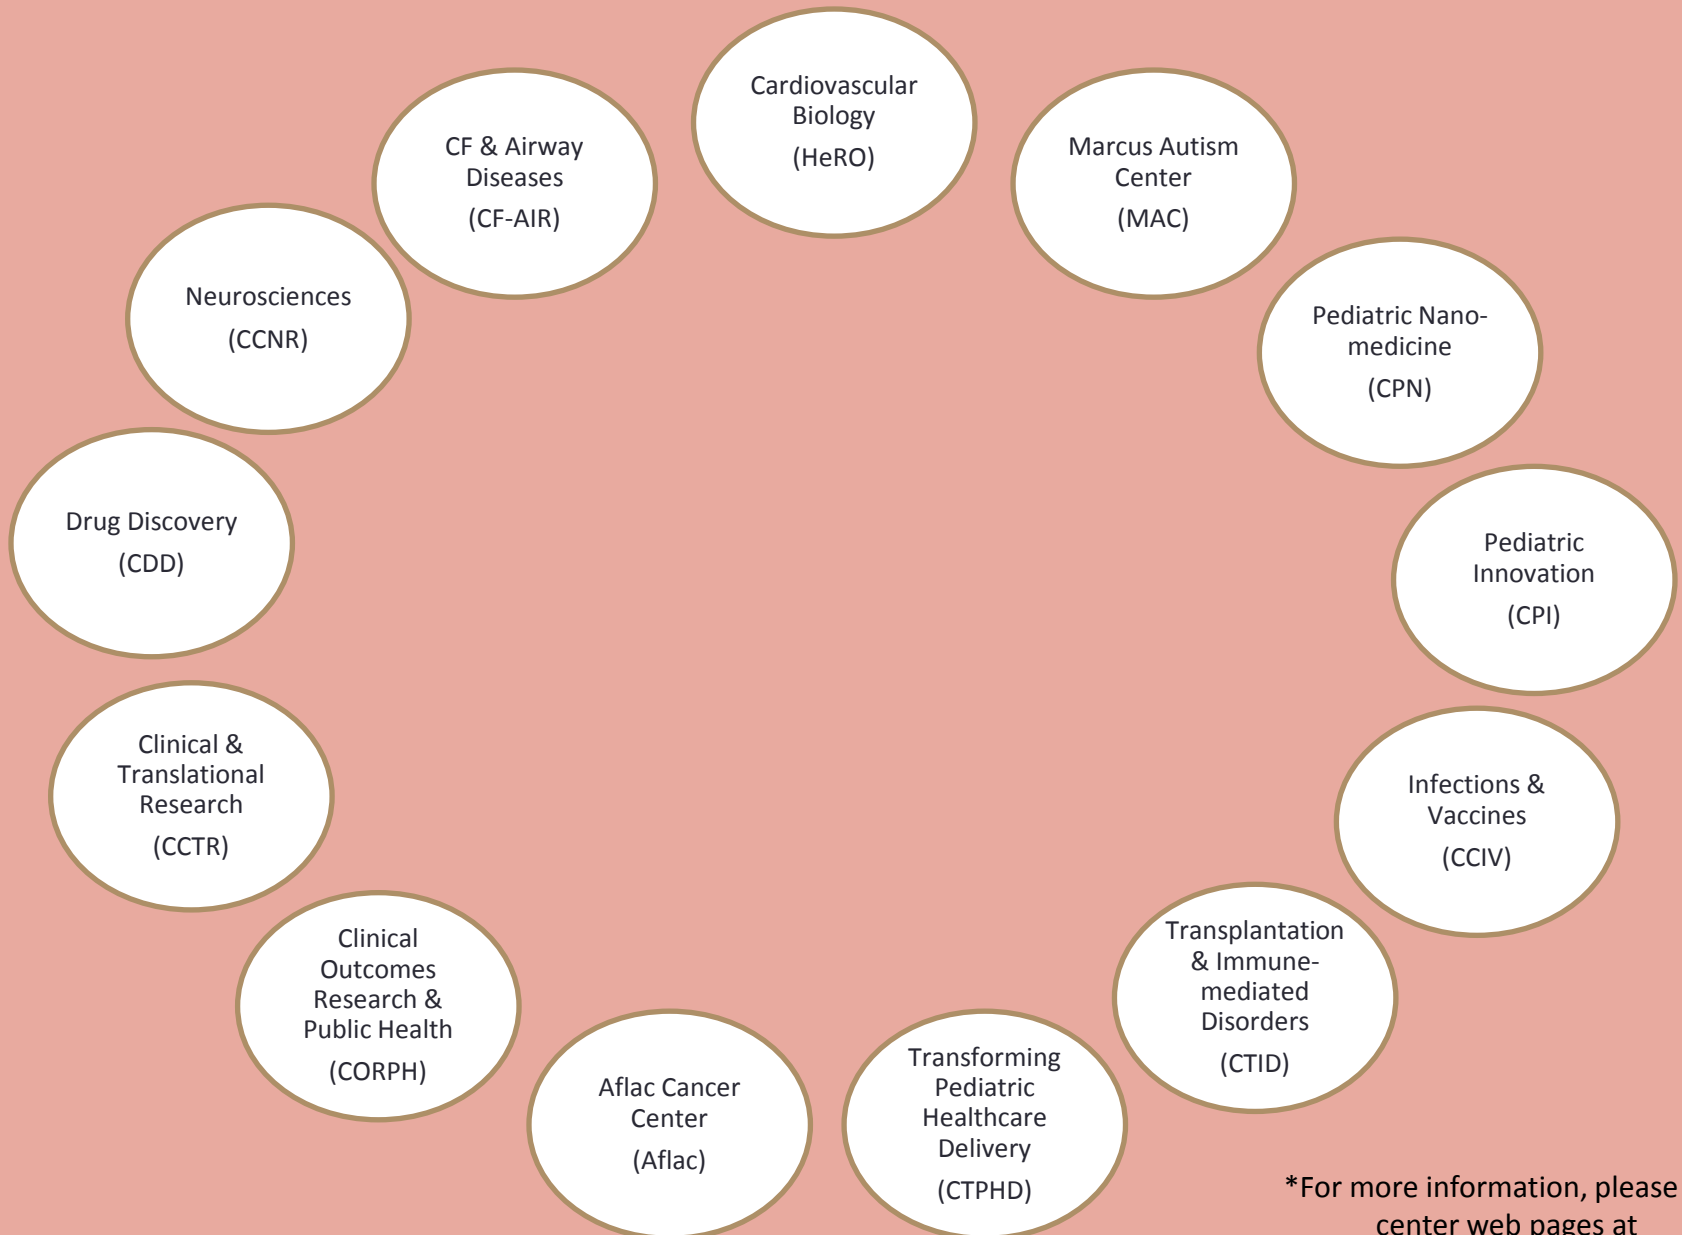 Cardiovascular
Biology
(HeRO)
Marcus Autism
Center
(MAC)
Pediatric Nano-
medicine
(CPN)
Pediatric
Innovation
(CPI)
Infections &
Vaccines
(CCIV)
Transplantation
& Immune-
mediated
Disorders
(CTID)
Transforming
Pediatric
Healthcare
Delivery
(CTPHD)
Aflac Cancer
Center
(Aflac)
Clinical
Outcomes
Research &
Public Health
(CORPH)
Clinical &
Translational
Research
(CCTR)
Drug Discovery
(CDD)
Neurosciences
(CCNR)
CF & Airway
Diseases
(CF-AIR)
*For more information, please
center web pages at